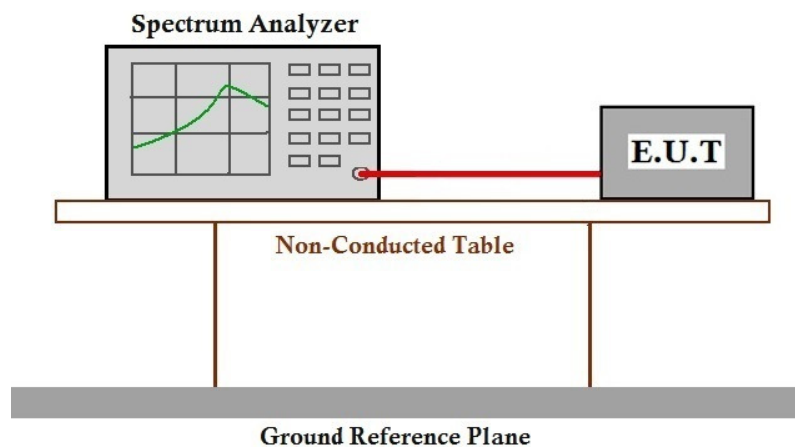 Spectrum Analyzer
E.U.T
Non-Conducted Table
Ground Reference Plane